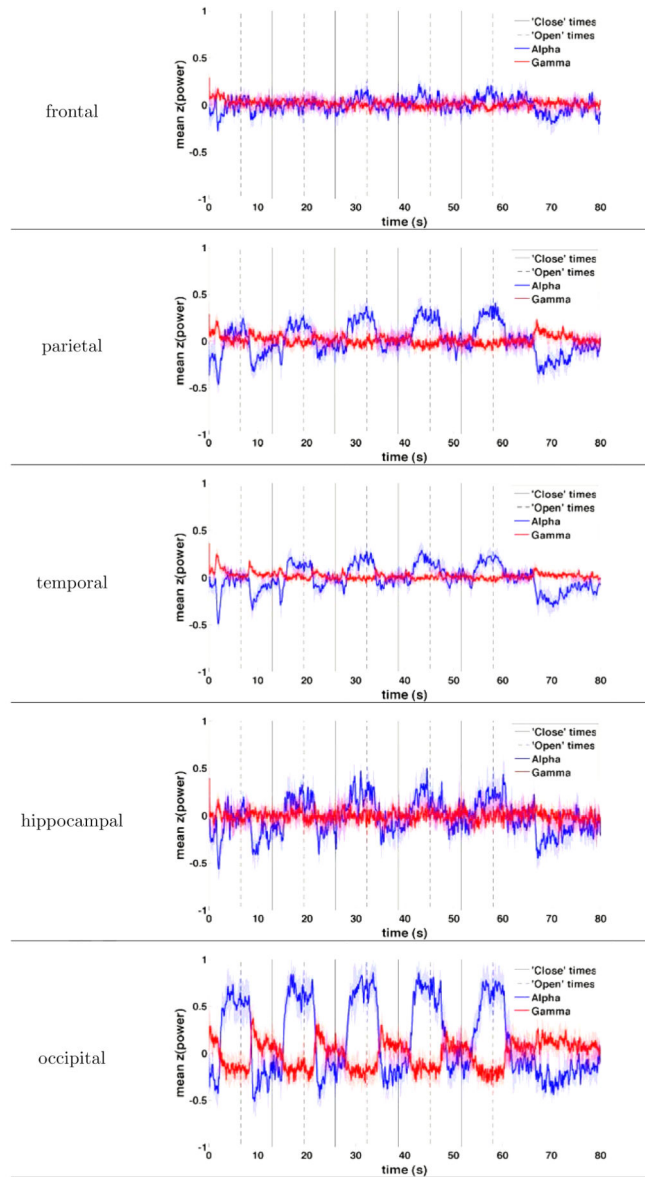 frontal
mean z(power)
1
0.5
0
-0.5
-1
0 10 20 30 40 50 60 70 80
time (s)
'Close' times
'Open' times
Alpha
Gamma
parietal
mean z(power)
1
0.5
0
-0.5
-1
0 10 20 30 40 50 60 70 80
time (s)
'Close' times
'Open' times
Alpha
Gamma
temporal
mean z(power)
1
0.5
0
-0.5
-1
0 10 20 30 40 50 60 70 80
time (s)
'Close' times
'Open' times
Alpha
Gamma
hippocampal
mean z(power)
1
0.5
0
-0.5
-1
0 10 20 30 40 50 60 70 80
time (s)
'Close' times
'Open' times
Alpha
Gamma
occipital
mean z(power)
1
0.5
0
-0.5
-1
0 10 20 30 40 50 60 70 80
time (s)
'Close' times
'Open' times
Alpha
Gamma